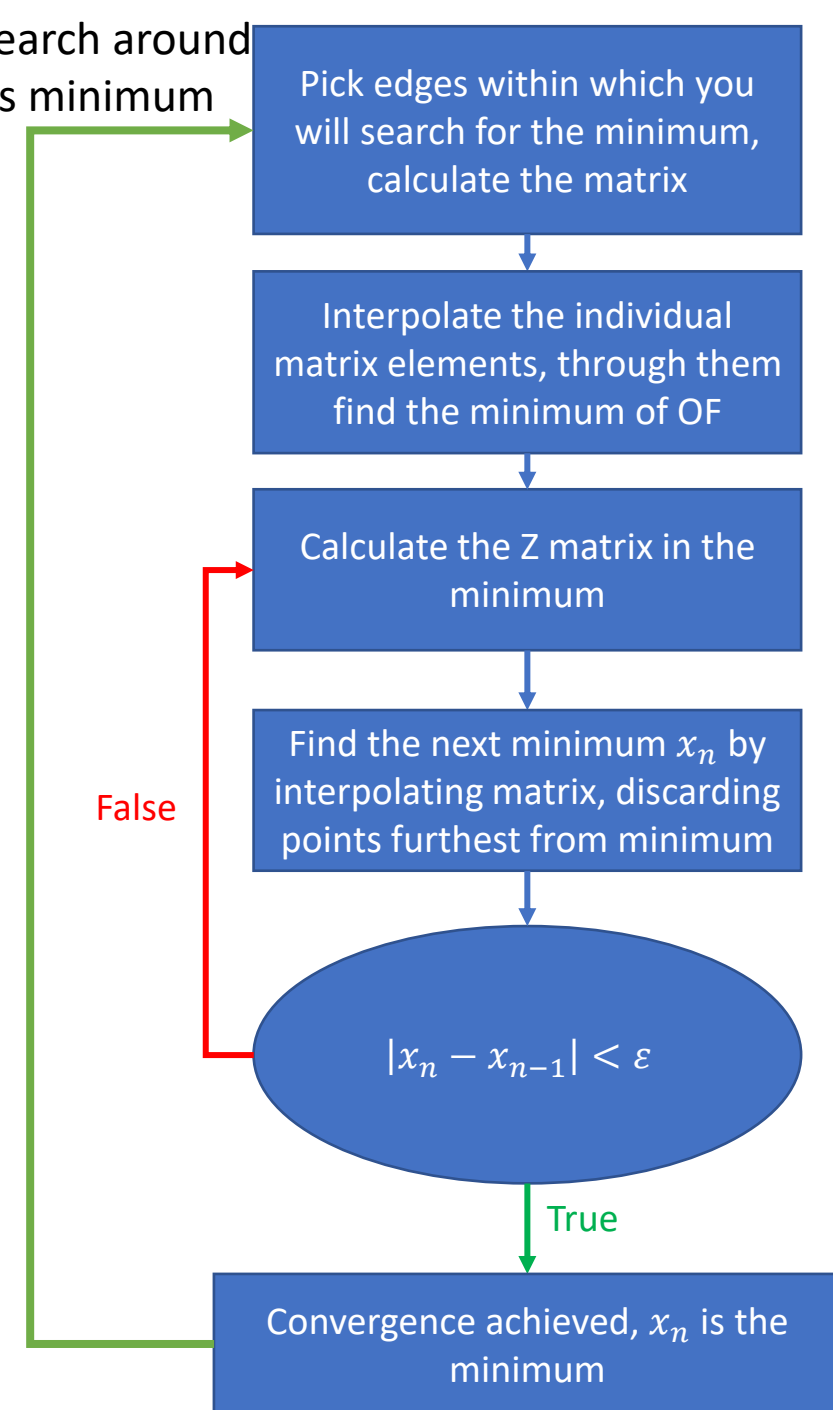 earch around
s minimum
Pick edges within which you
will search for the minimum,
calculate the matrix
Interpolate the individual
matrix elements, through them
find the minimum of OF
Calculate the Z matrix in the
minimum
Find the next minimum xₙ by
interpolating matrix, discarding
points furthest from minimum
False
|xₙ − xₙ₋₁| < ε
True
Convergence achieved, xₙ is the
minimum